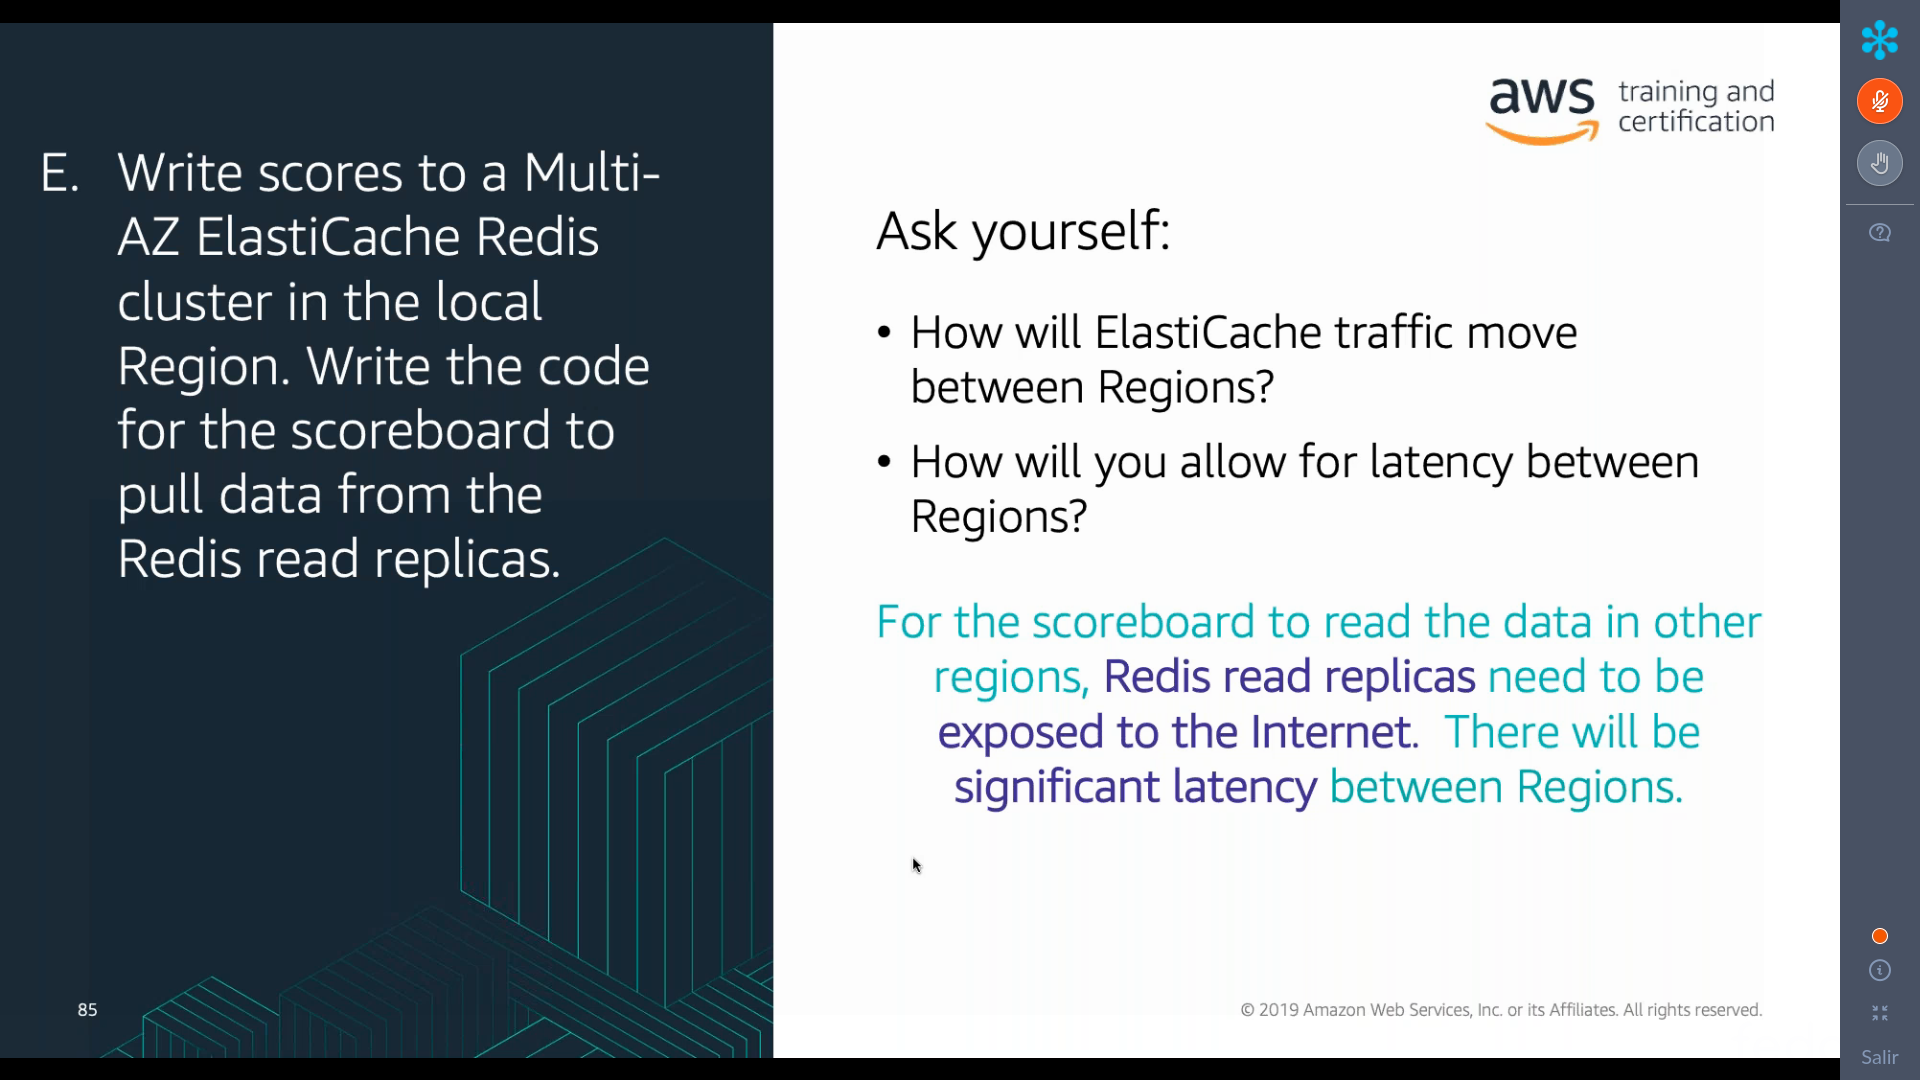 E. Write scores to a Multi-
AZ ElastiCache Redis
cluster in the local
Region. Write the code
for the scoreboard to
pull data from the
Redis read replicas.
85
aws training and
certification
Ask yourself:
• How will ElastiCache traffic move
between Regions?
• How will you allow for latency between
Regions?
For the scoreboard to read the data in other
regions, Redis read replicas need to be
exposed to the Internet. There will be
significant latency between Regions.
© 2019 Amazon Web Services, Inc. or its Affiliates. All rights reserved.
Salir